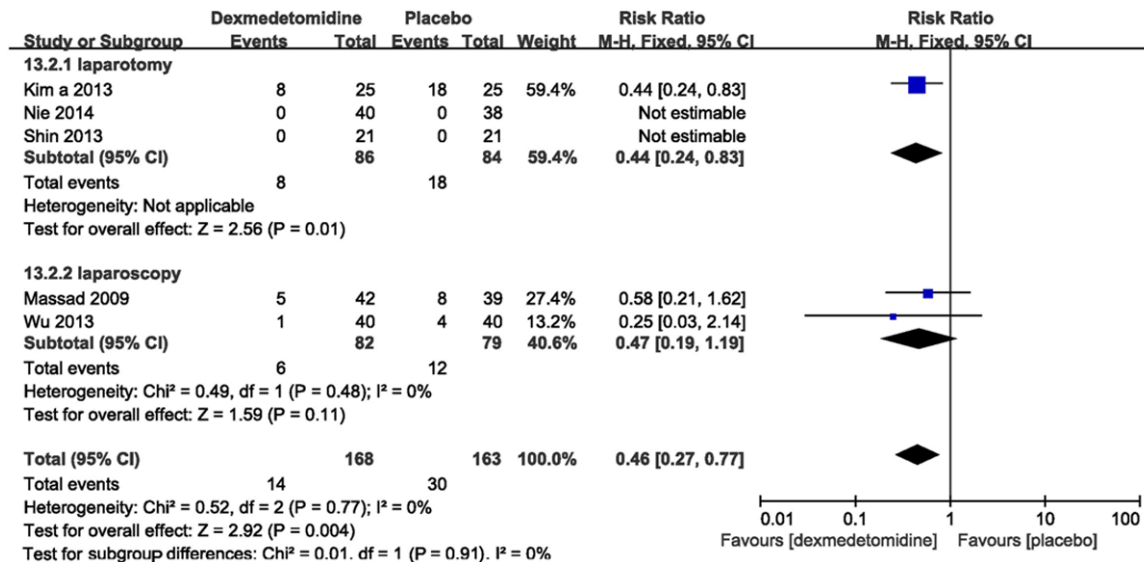 Dexmedetomidine Placebo Risk Ratio Risk Ratio
Study or Subgroup Events Total Events Total Weight M-H, Fixed, 95% CI M-H, Fixed, 95% CI
13.2.1 laparotomy
Kim a 2013 8 25 18 25 59.4% 0.44 [0.24, 0.83]
Nie 2014 0 40 0 38 Not estimable
Shin 2013 0 21 0 21 Not estimable
Subtotal (95% CI) 86 84 59.4% 0.44 [0.24, 0.83]
Total events 8 18
Heterogeneity: Not applicable
Test for overall effect: Z = 2.56 (P = 0.01)
13.2.2 laparoscopy
Massad 2009 5 42 8 39 27.4% 0.58 [0.21, 1.62]
Wu 2013 1 40 4 40 13.2% 0.25 [0.03, 2.14]
Subtotal (95% CI) 82 79 40.6% 0.47 [0.19, 1.19]
Total events 6 12
Heterogeneity: Chi² = 0.49, df = 1 (P = 0.48); I² = 0%
Test for overall effect: Z = 1.59 (P = 0.11)
Total (95% CI) 168 163 100.0% 0.46 [0.27, 0.77]
Total events 14 30
Heterogeneity: Chi² = 0.52, df = 2 (P = 0.77); I² = 0%
Test for overall effect: Z = 2.92 (P = 0.004)
Test for subgroup differences: Chi² = 0.01. df = 1 (P = 0.91). I² = 0%
0.01 0.1 1 10 100
Favours [dexmedetomidine] Favours [placebo]